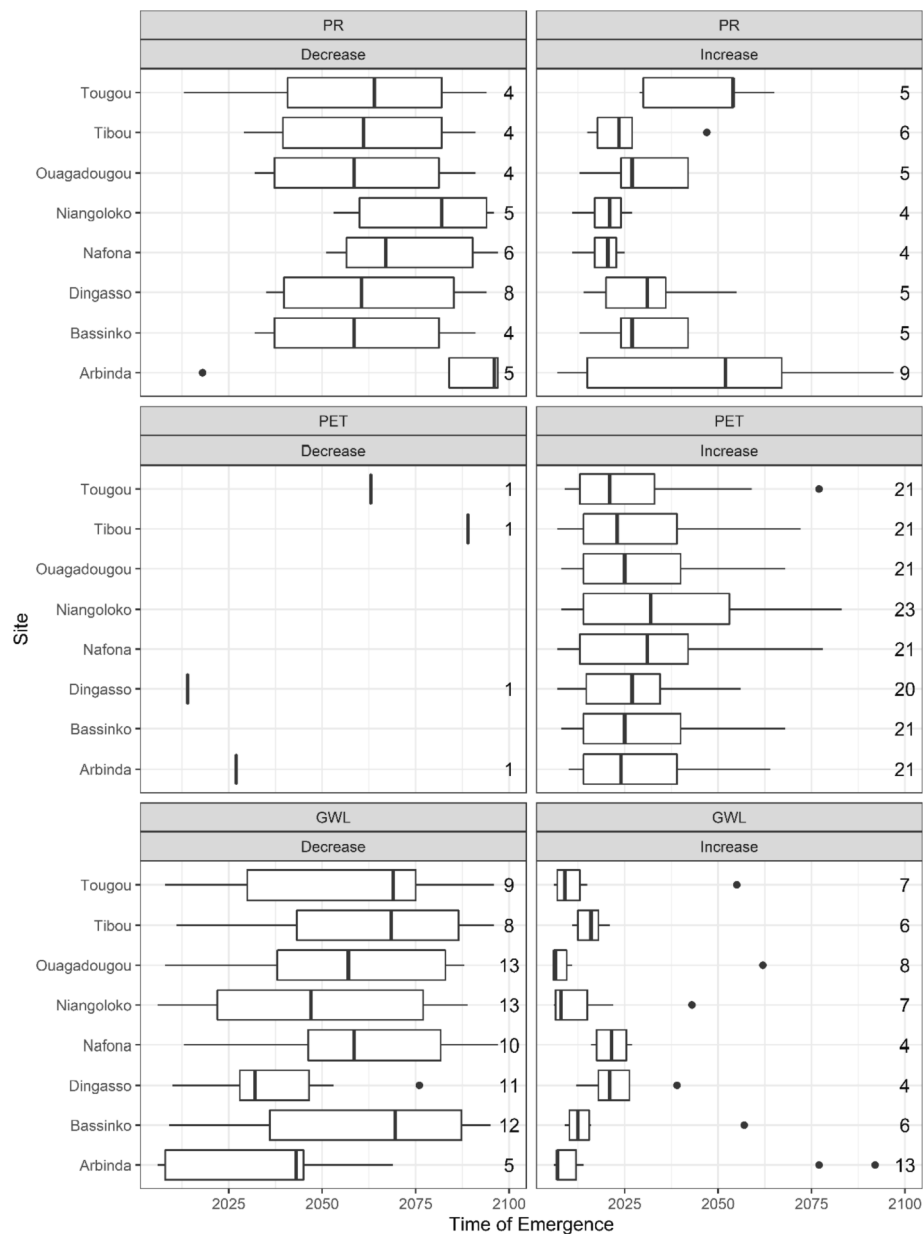 PR PR
Decrease Increase
Tougou 4 5
Tibou 4 6
Ouagadougou 4 5
Niangoloko 5 4
Nafona 6 4
Dingasso 8 5
Bassinko 4 5
Arbinda 5 9
PET PET
Decrease Increase
Tougou 1 21
Tibou 1 21
Ouagadougou 21
Niangoloko 23
Nafona 21
Dingasso 1 20
Bassinko 21
Arbinda 1 21
Site
GWL GWL
Decrease Increase
Tougou 9 7
Tibou 8 6
Ouagadougou 13 8
Niangoloko 13 7
Nafona 10 4
Dingasso 11 4
Bassinko 12 6
Arbinda 5 13
2025 2050 2075 2100 2025 2050 2075 2100
Time of Emergence